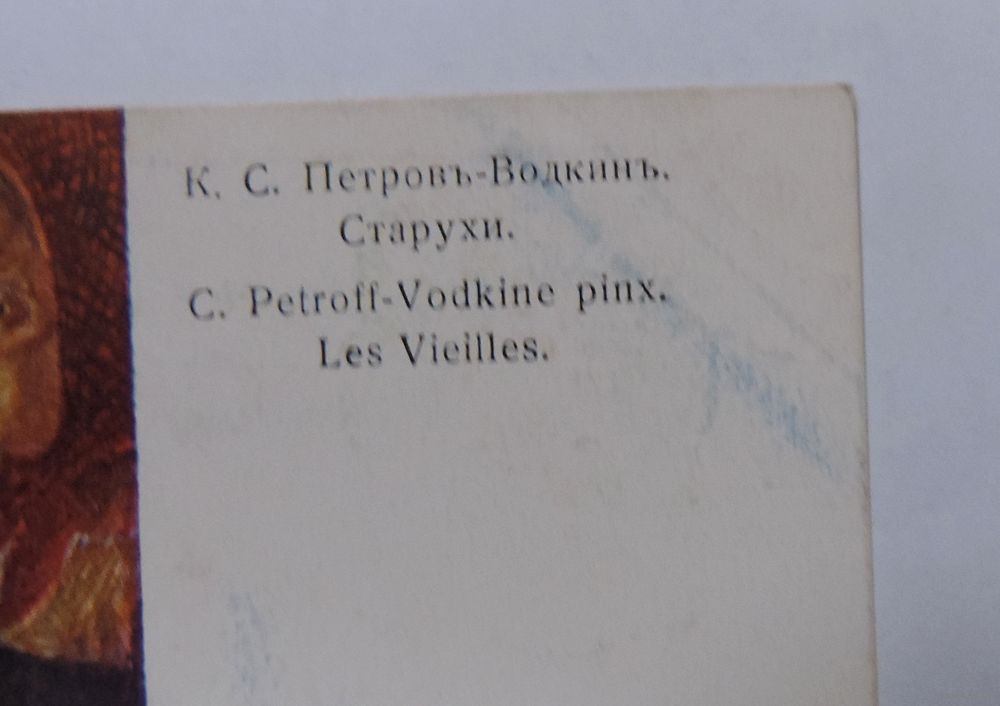 К. С. Петровъ-Водкинъ.
Старухи.
C. Petroff-Vodkine pinx.
Les Vieilles.